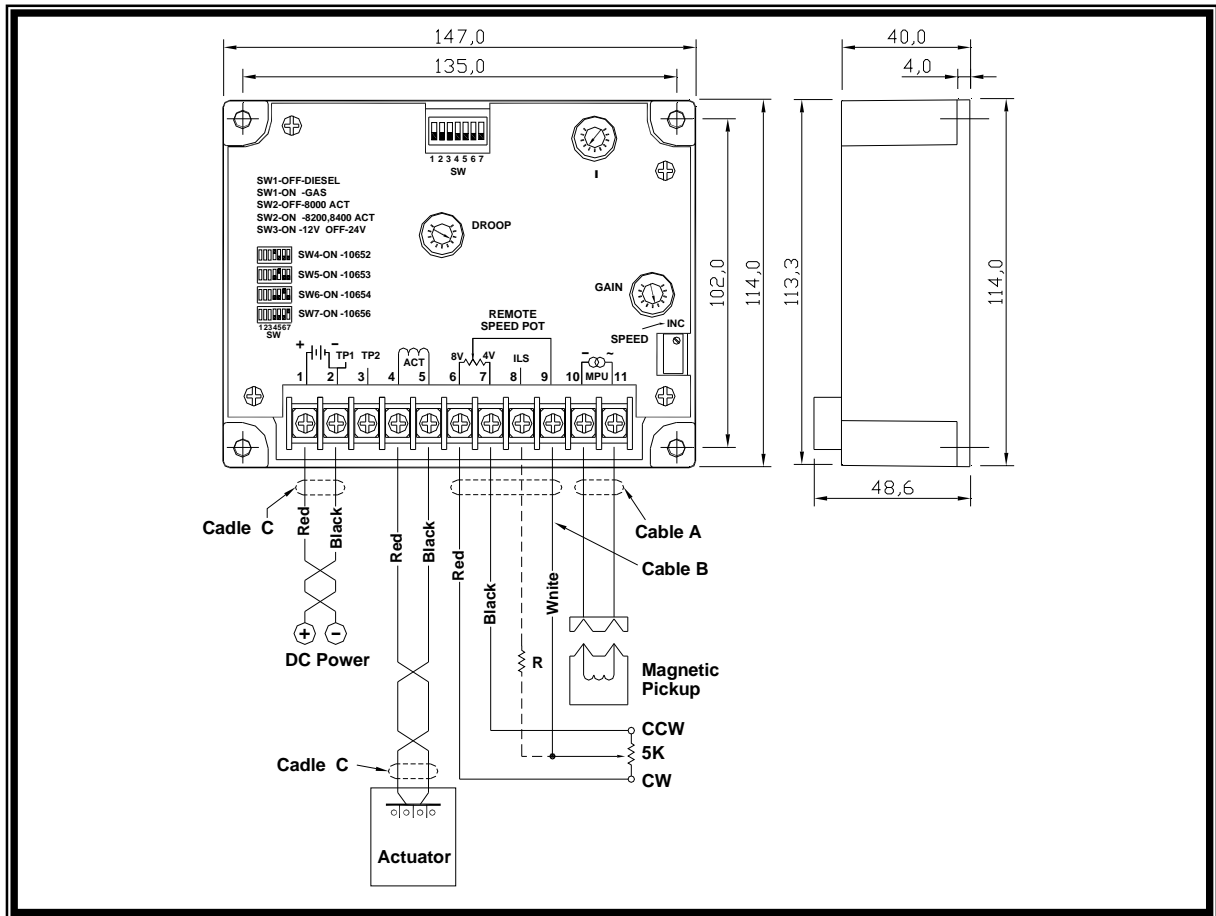 147,0
135,0
40,0
4,0
1 2 3 4 5 6 7
SW
I
SW1-OFF-DIESEL
SW1-ON -GAS
SW2-OFF-8000 ACT
SW2-ON -8200,8400 ACT
SW3-ON -12V OFF-24V
DROOP
SW4-ON -10652
SW5-ON -10653
SW6-ON -10654
SW7-ON -10656
1234567
SW
GAIN
102,0
114,0
113,3
114,0
REMOTE
SPEED POT
INC
SPEED
+ −
TP1 TP2
ACT
8V 4V
ILS
− ~
MPU
1 2 3 4 5 6 7 8 9 10 11
48,6
Cadle C
Red
Black
Red
Black
Red
Black
Wnite
Cable A
Cable B
+ −
DC Power
R
Magnetic
Pickup
CCW
5K
CW
Cadle C
Actuator